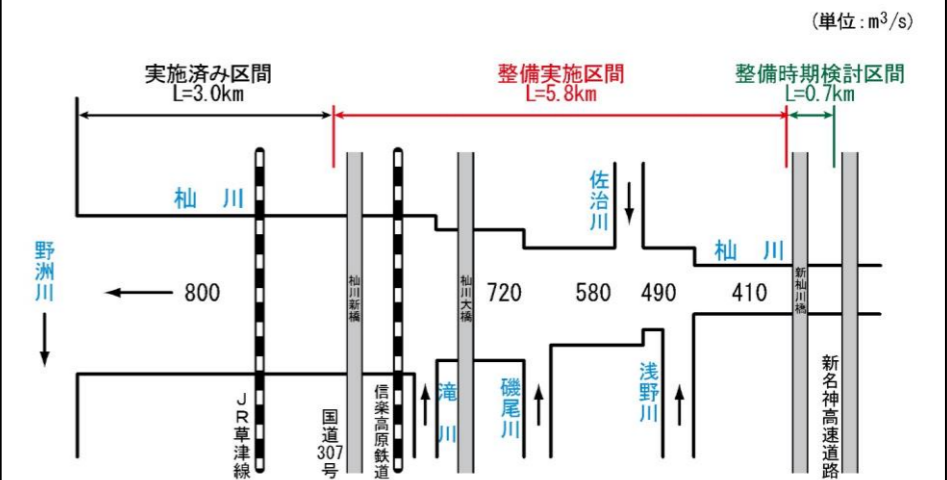 (単位:m³/s)
実施済み区間
L=3.0km
整備実施区間
L=5.8km
整備時期検討区間
L=0.7km
杣川
佐治川
杣川
野洲川
800
杣川新橋
杣川大橋
720
580
490
410
新杣川橋
JR草津線
国道307号
信楽高原鉄道
滝川
磯尾川
浅野川
新名神高速道路